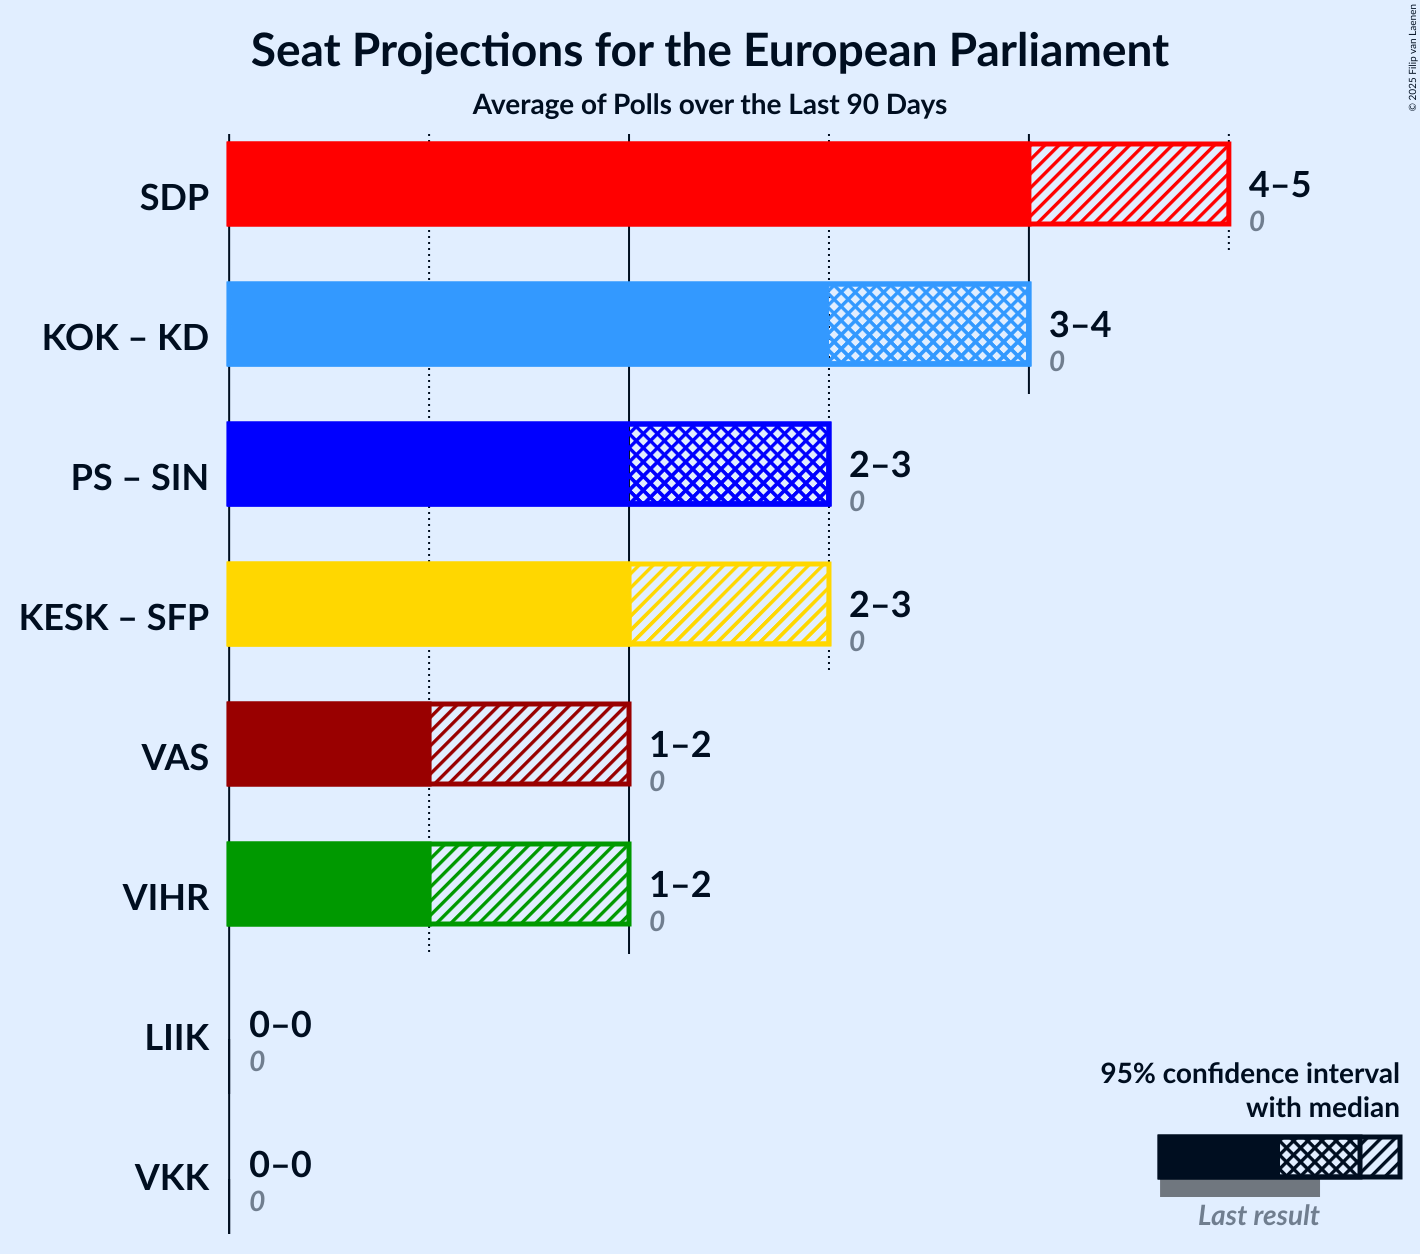 Seat Projections for the European Parliament
Average of Polls over the Last 90 Days
© 2025 Filip van Laenen
SDP
4–5
0
KOK – KD
3–4
0
PS – SIN
2–3
0
KESK – SFP
2–3
0
VAS
1–2
0
VIHR
1–2
0
LIIK
0–0
0
VKK
0–0
0
95% confidence interval
with median
Last result